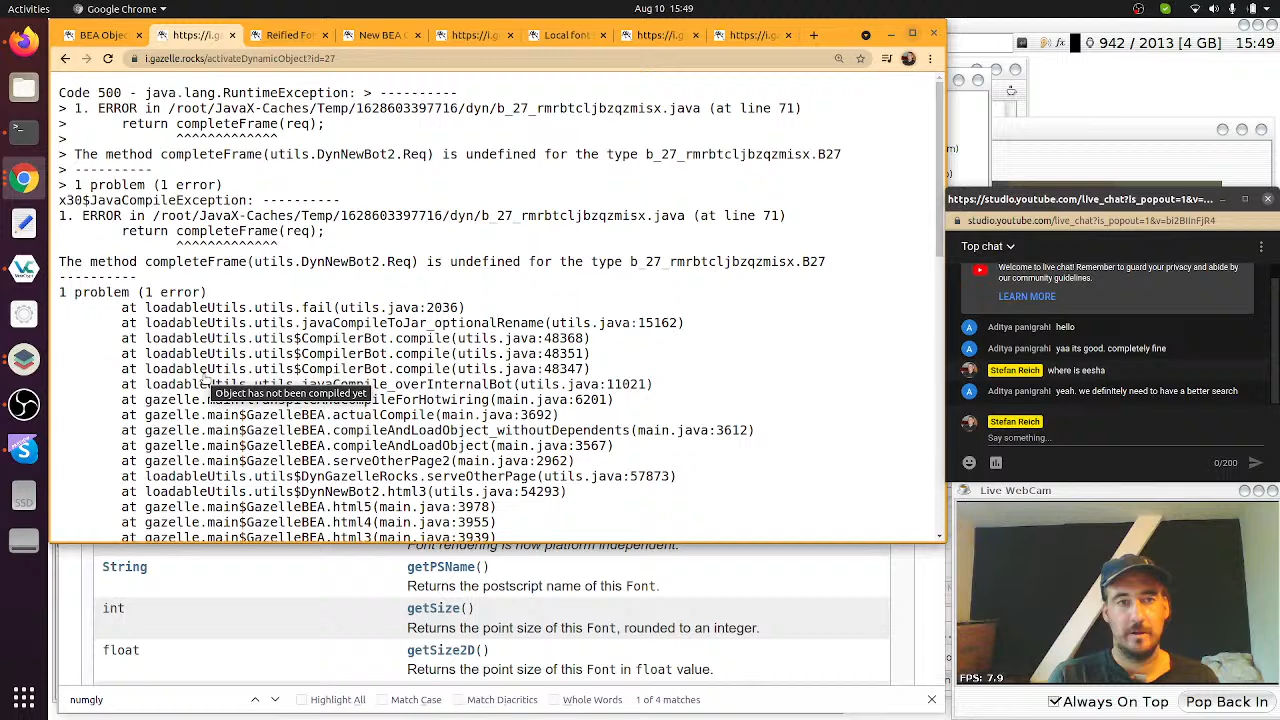 Activities
Google Chrome
Aug 10 15:49
BEA Objec
https://i.g
Reified Fo
New BEA C
https://i.g
Local font s
https://i.g
https://i.ga
942 / 2013 [4 GB]
15:49
i.gazelle.rocks/activateDynamicObject?id=27
Code 500 - java.lang.RuntimeException: > ----------
> 1. ERROR in /root/JavaX-Caches/Temp/1628603397716/dyn/b_27_rmrbtcljbzqzmisx.java (at line 71)
> return completeFrame(req);
> ^^^^^^^^^^^^^
> The method completeFrame(utils.DynNewBot2.Req) is undefined for the type b_27_rmrbtcljbzqzmisx.B27
> ----------
> 1 problem (1 error)
x30$JavaCompileException: ----------
1. ERROR in /root/JavaX-Caches/Temp/1628603397716/dyn/b_27_rmrbtcljbzqzmisx.java (at line 71)
return completeFrame(req);
^^^^^^^^^^^^^
The method completeFrame(utils.DynNewBot2.Req) is undefined for the type b_27_rmrbtcljbzqzmisx.B27
----------
1 problem (1 error)
at loadableUtils.utils.fail(utils.java:2036)
at loadableUtils.utils.javaCompileToJar_optionalRename(utils.java:15162)
at loadableUtils.utils$CompilerBot.compile(utils.java:48368)
at loadableUtils.utils$CompilerBot.compile(utils.java:48351)
at loadableUtils.utils$CompilerBot.compile(utils.java:48347)
at loadableUtils.utils.javaCompile_overInternalBot(utils.java:11021)
Object has not been compiled yet
CompileForHotwiring(main.java:6201)
at gazelle.main$GazelleBEA.actualCompile(main.java:3692)
at gazelle.main$GazelleBEA.compileAndLoadObject_withoutDependents(main.java:3612)
at gazelle.main$GazelleBEA.compileAndLoadObject(main.java:3567)
at gazelle.main$GazelleBEA.serveOtherPage2(main.java:2962)
at loadableUtils.utils$DynGazelleRocks.serveOtherPage(utils.java:57873)
at loadableUtils.utils$DynNewBot2.html3(utils.java:54293)
at gazelle.main$GazelleBEA.html5(main.java:3978)
at gazelle.main$GazelleBEA.html4(main.java:3955)
at gazelle.main$GazelleBEA.html3(main.java:3939)
Font rendering is now platform independent.
String getPSName()
Returns the postscript name of this Font.
int getSize()
Returns the point size of this Font, rounded to an integer.
float getSize2D()
Returns the point size of this Font in float value.
numgly
Highlight All
Match Case
Match Diacritics
Whole Words
1 of 4 matches
https://studio.youtube.com/live_chat?is_popout=1&v=...
studio.youtube.com/live_chat?is_popout=1&v=bi2BIInFjR4
Top chat
Welcome to live chat! Remember to guard your privacy and abide by
our community guidelines.
LEARN MORE
Aditya panigrahi hello
Aditya panigrahi yaa its good. completely fine
Stefan Reich where is eesha
Aditya panigrahi yeah. we definitely need to have a better search
Stefan Reich
Say something...
0/200
Live WebCam
FPS: 7.9
Always On Top
Pop Back In
SSD